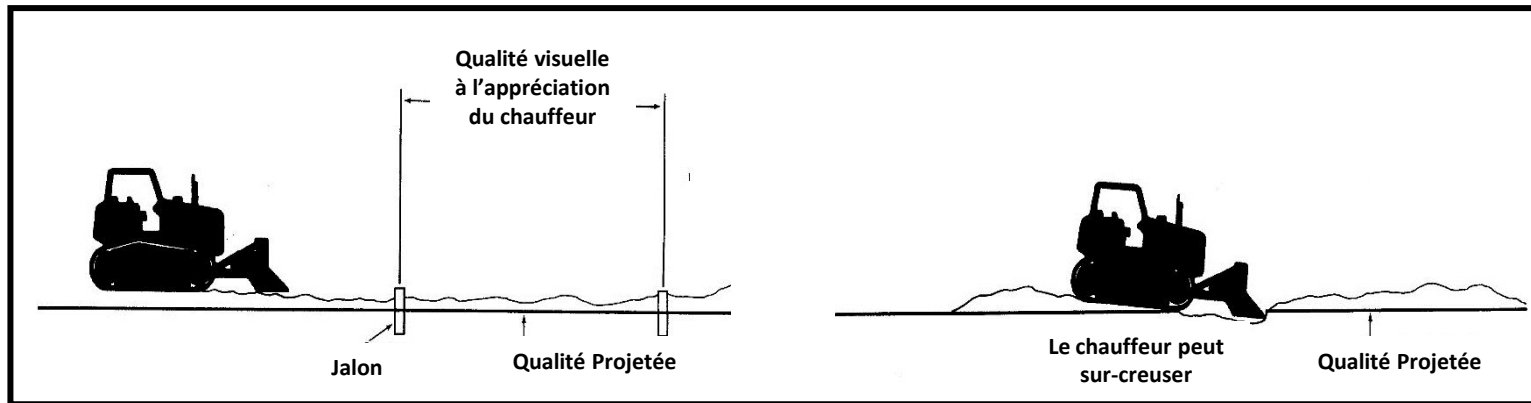 Qualité visuelle
à l’appréciation
du chauffeur
Jalon
Qualité Projetée
Le chauffeur peut
sur-creuser
Qualité Projetée